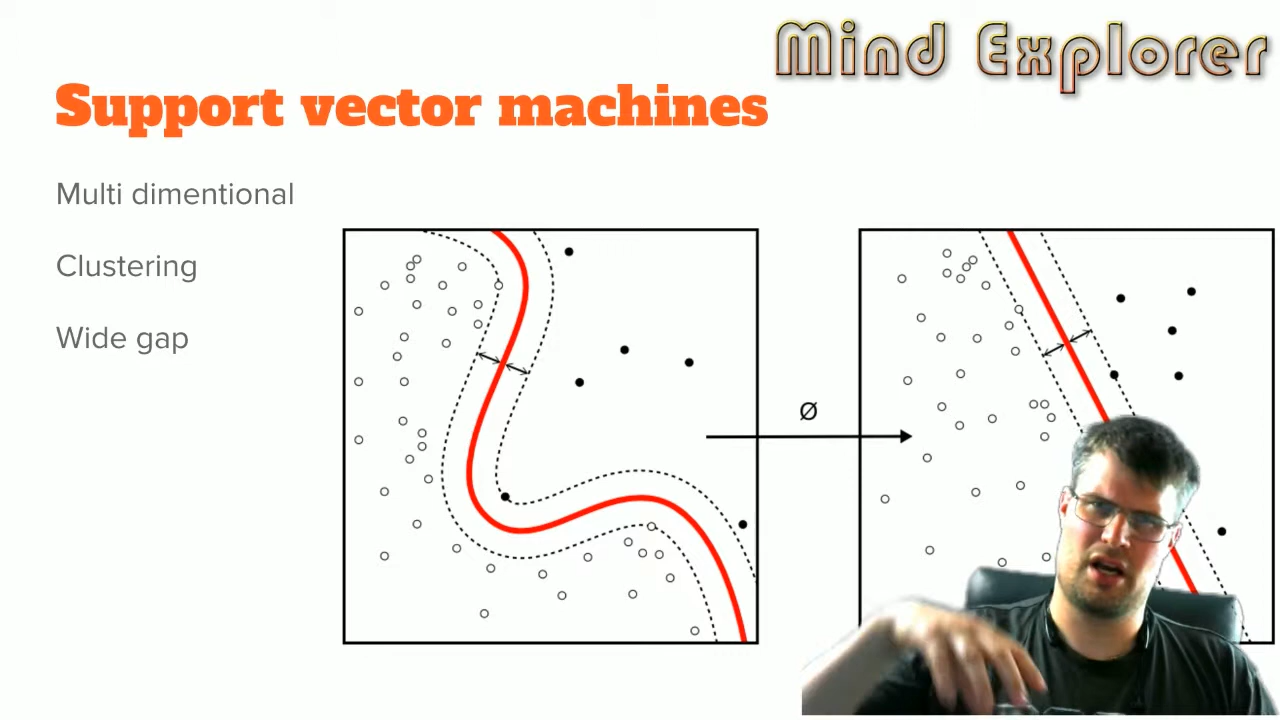 Mind Explorer
Support vector machines
Multi dimentional
Clustering
Wide gap
Ø